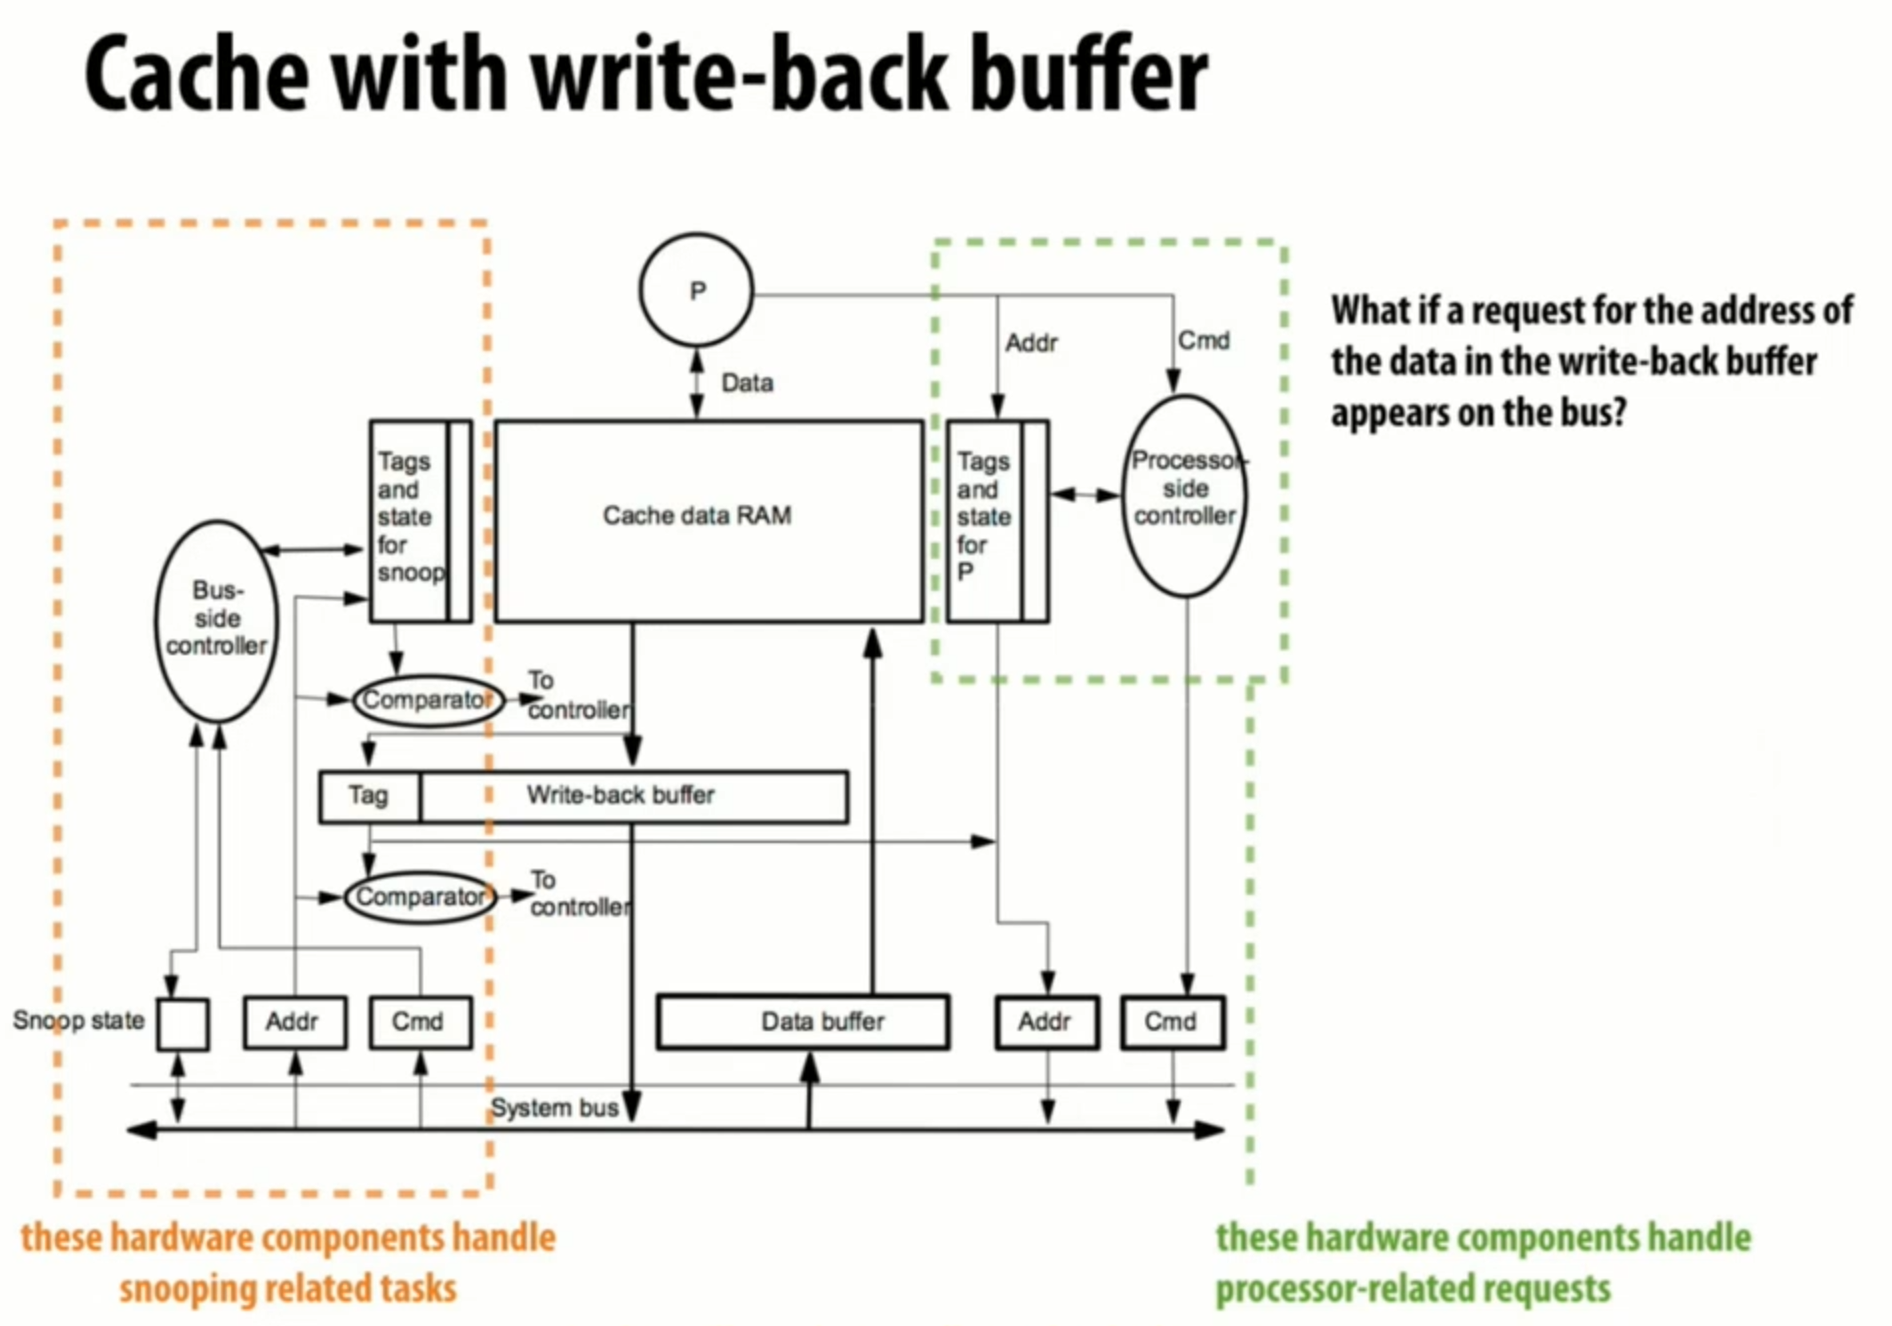 Cache with write-back buffer
P
Addr
Cmd
Data
What if a request for the address of
the data in the write-back buffer
appears on the bus?
Tags
and
state
for
snoop
Cache data RAM
Tags
and
state
for
P
Processor-
side
controller
Bus-
side
controller
Comparator
To
controller
Tag
Write-back buffer
Comparator
To
controller
Snoop state
Addr
Cmd
Data buffer
Addr
Cmd
System bus
these hardware components handle
snooping related tasks
these hardware components handle
processor-related requests